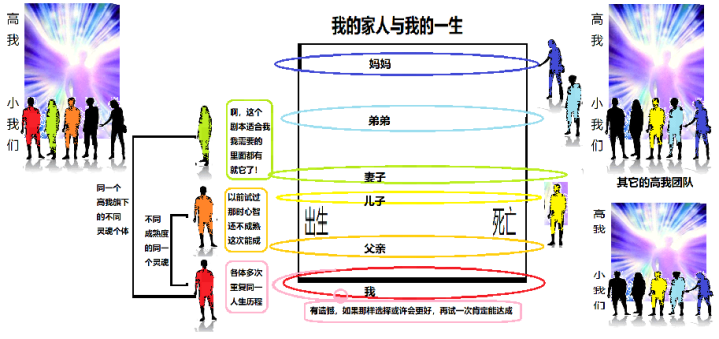 我的家人与我的一生
高
我
小
我
们
同一个
高我旗下
的不同
灵魂个体
不同
成熟度
的同一
个灵魂
啊，这个
剧本适合我
我需要的
里面都有
就它了！
以前试过
那时心智
还不成熟
这次能成
各体多次
重复同一
人生历程
妈妈
弟弟
妻子
儿子
出生
死亡
父亲
我
有遗憾，如果那样选择或许会更好，再试一次肯定能达成
高
我
小
我
们
其它的高我团队
高
我
小
我
们